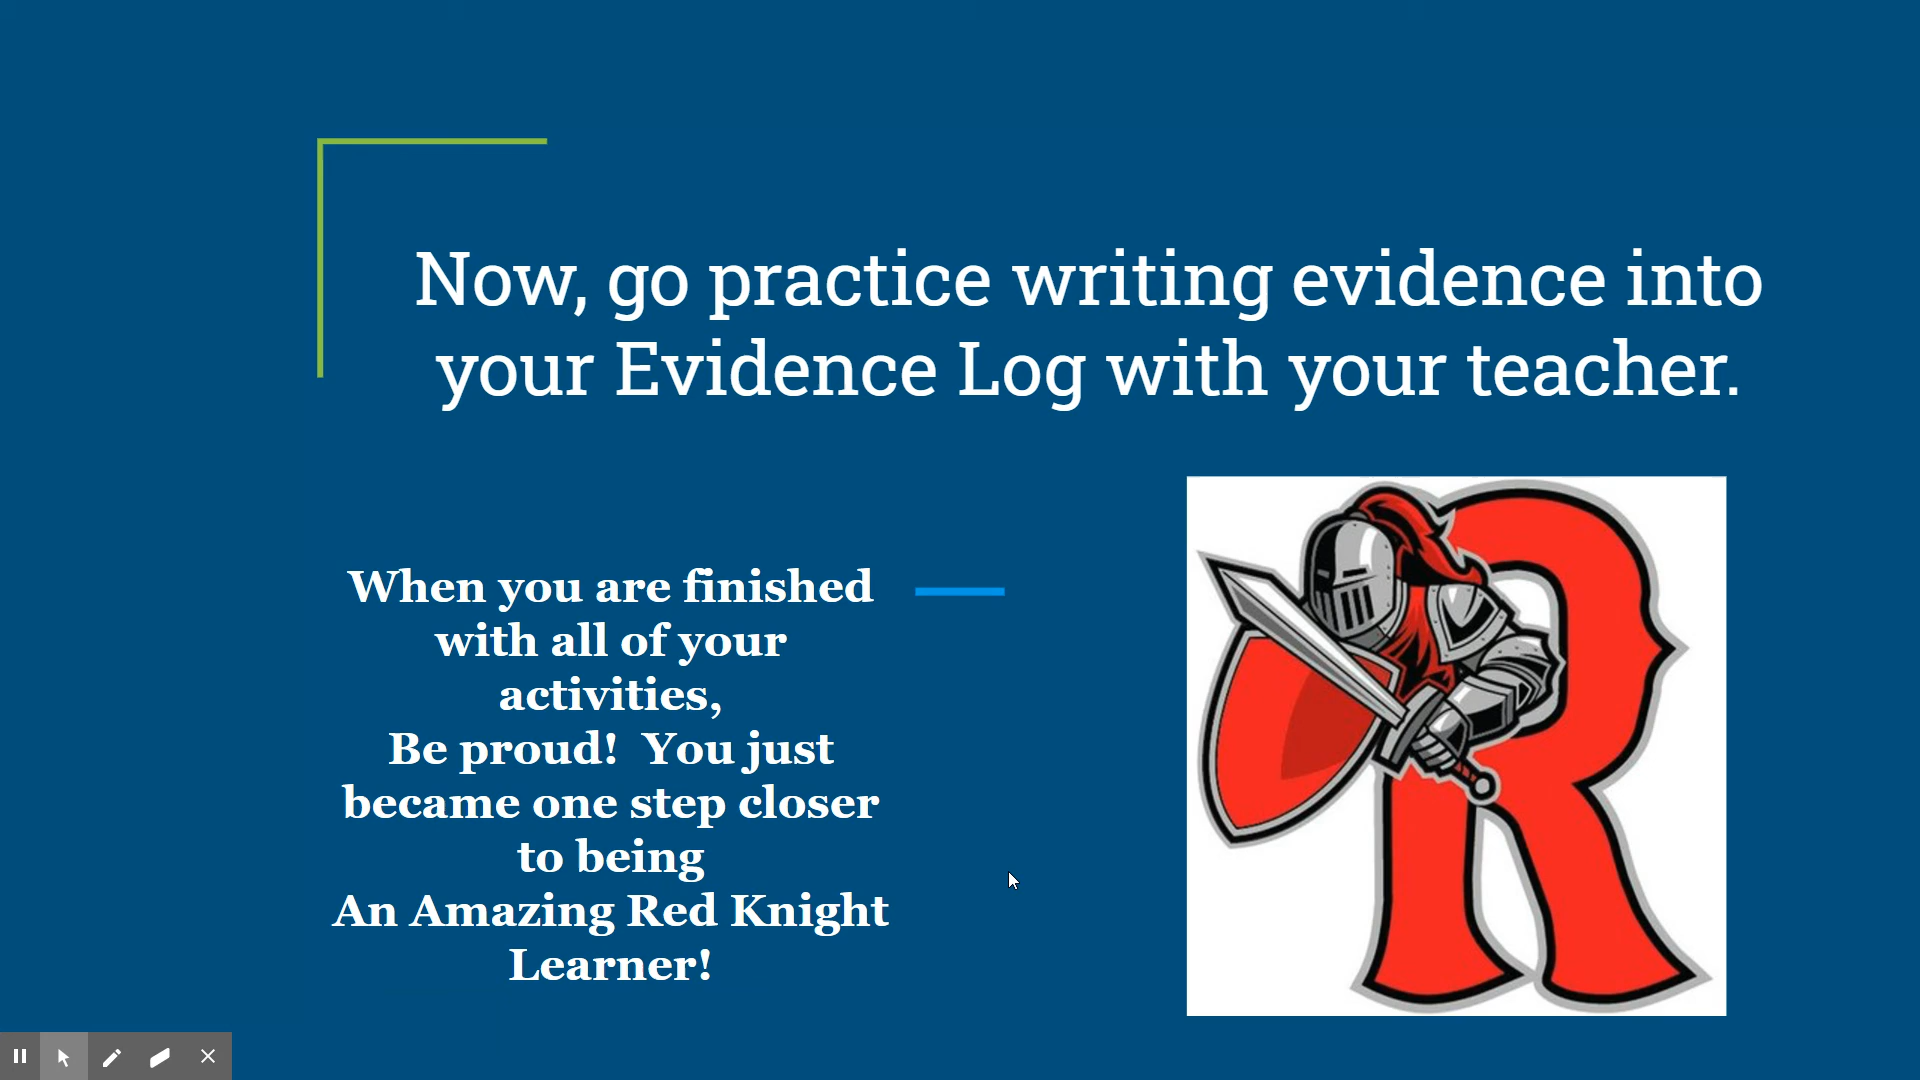 Now, go practice writing evidence into
your Evidence Log with your teacher.
When you are finished
with all of your
activities,
Be proud!  You just
became one step closer
to being
An Amazing Red Knight
Learner!
R